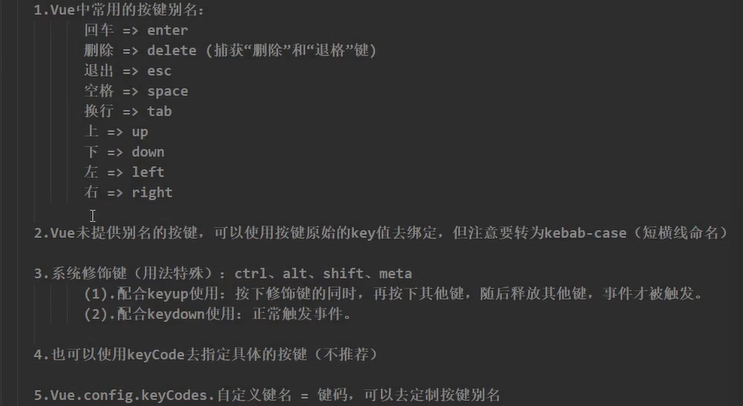 1.Vue中常用的按键别名：
回车 => enter
删除 => delete (捕获“删除”和“退格”键)
退出 => esc
空格 => space
换行 => tab
上 => up
下 => down
左 => left
右 => right
2.Vue未提供别名的按键，可以使用按键原始的key值去绑定，但注意要转为kebab-case（短横线命名）
3.系统修饰键（用法特殊）：ctrl、alt、shift、meta
(1).配合keyup使用：按下修饰键的同时，再按下其他键，随后释放其他键，事件才被触发。
(2).配合keydown使用：正常触发事件。
4.也可以使用keyCode去指定具体的按键（不推荐）
5.Vue.config.keyCodes.自定义键名 = 键码，可以去定制按键别名